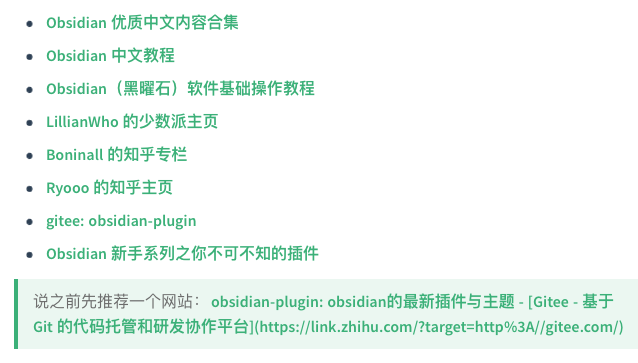 Obsidian 优质中文内容合集
Obsidian 中文教程
Obsidian（黑曜石）软件基础操作教程
LillianWho 的少数派主页
Boninall 的知乎专栏
Ryooo 的知乎主页
gitee: obsidian-plugin
Obsidian 新手系列之你不可不知的插件
说之前先推荐一个网站： obsidian-plugin: obsidian的最新插件与主题 - [Gitee - 基于
Git 的代码托管和研发协作平台](https://link.zhihu.com/?target=http%3A//gitee.com/)